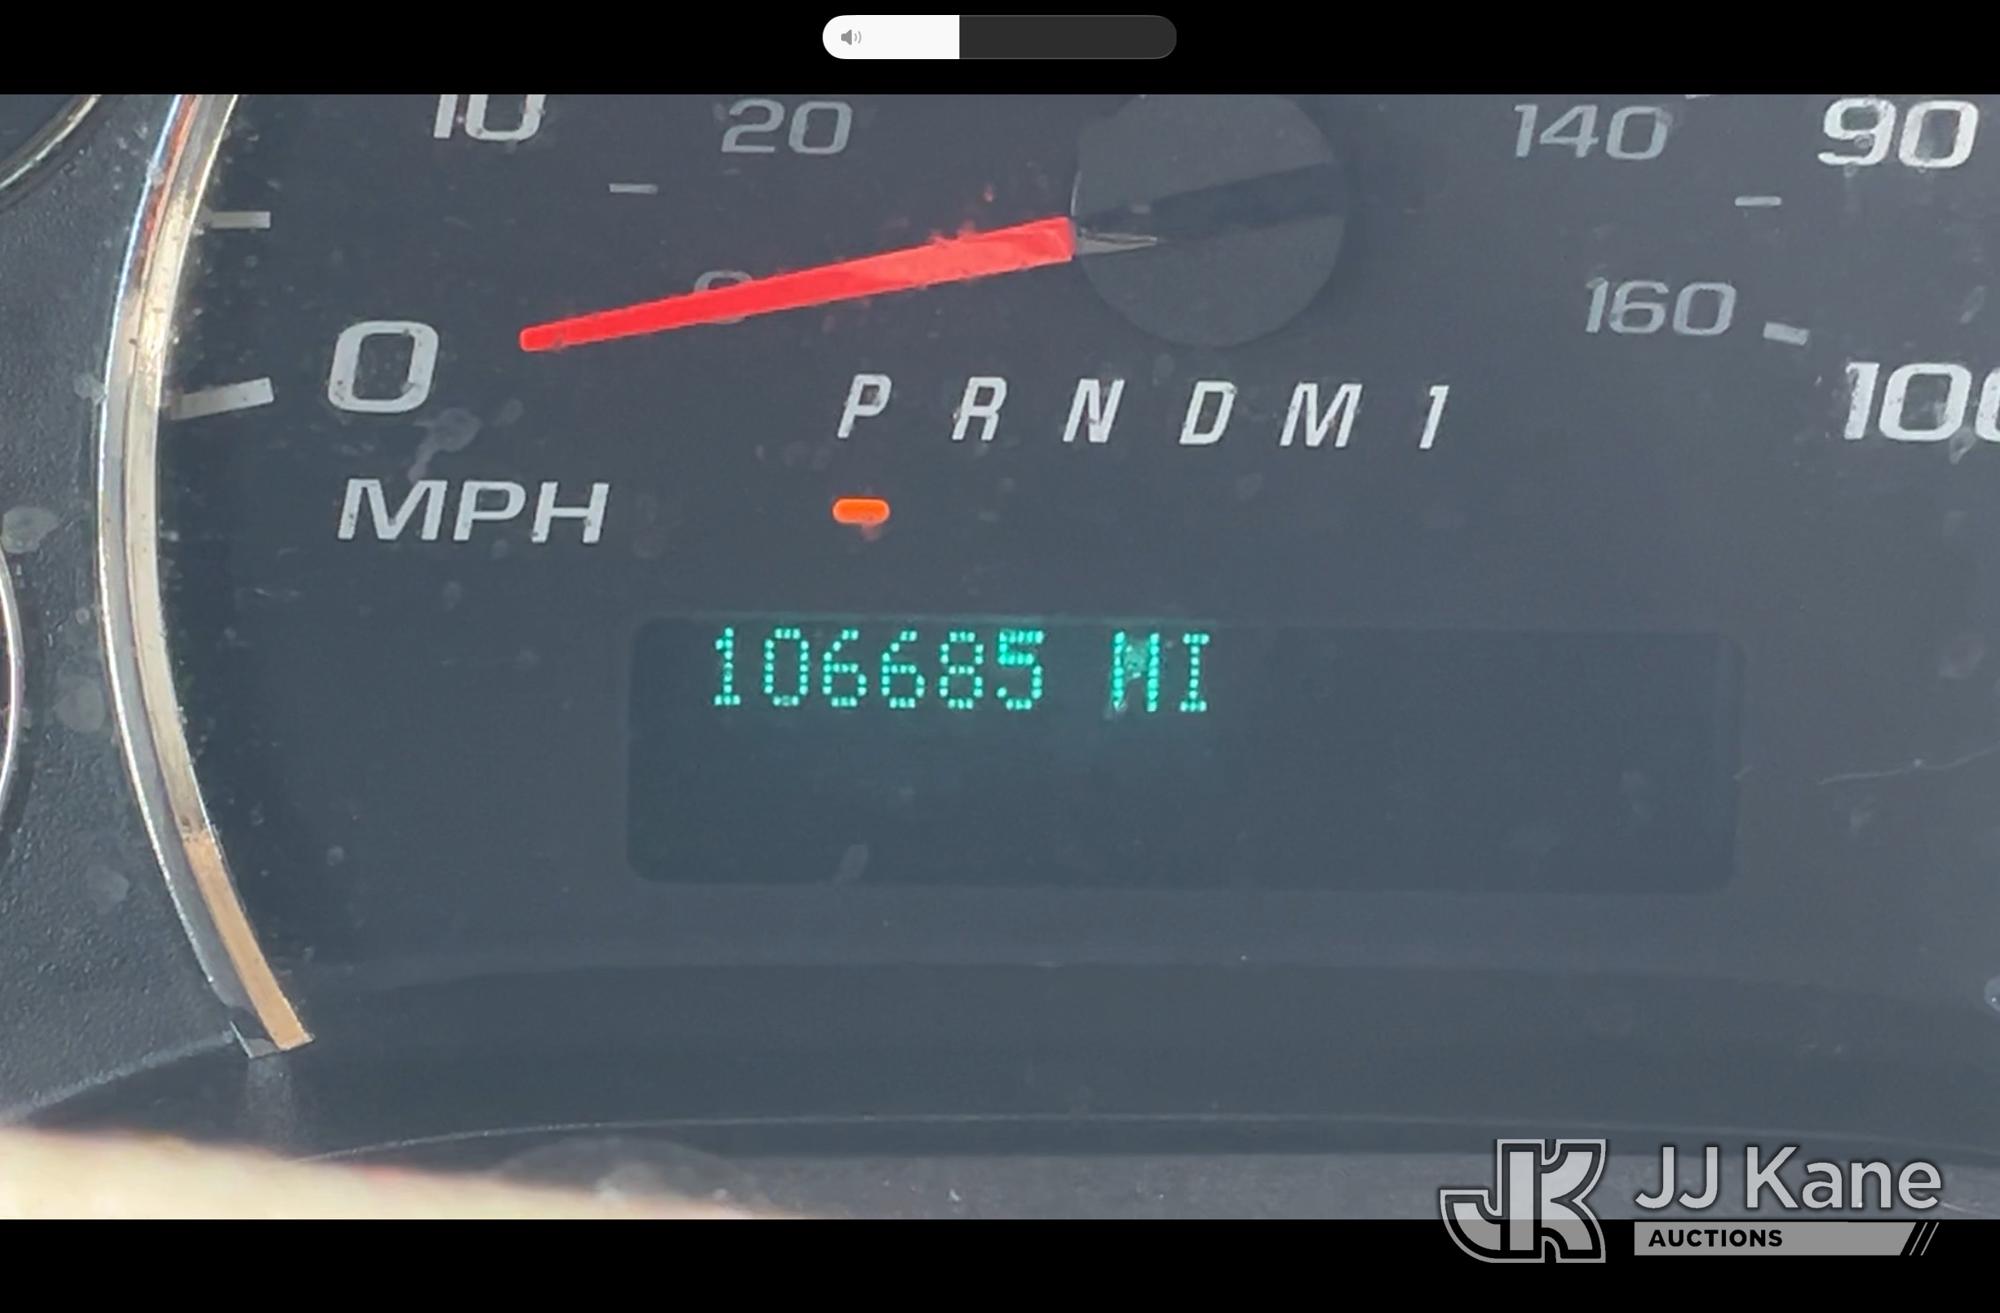 10 20 140 90
0 160 100
P R N D M 1
MPH
106685 MI
JJ Kane
AUCTIONS